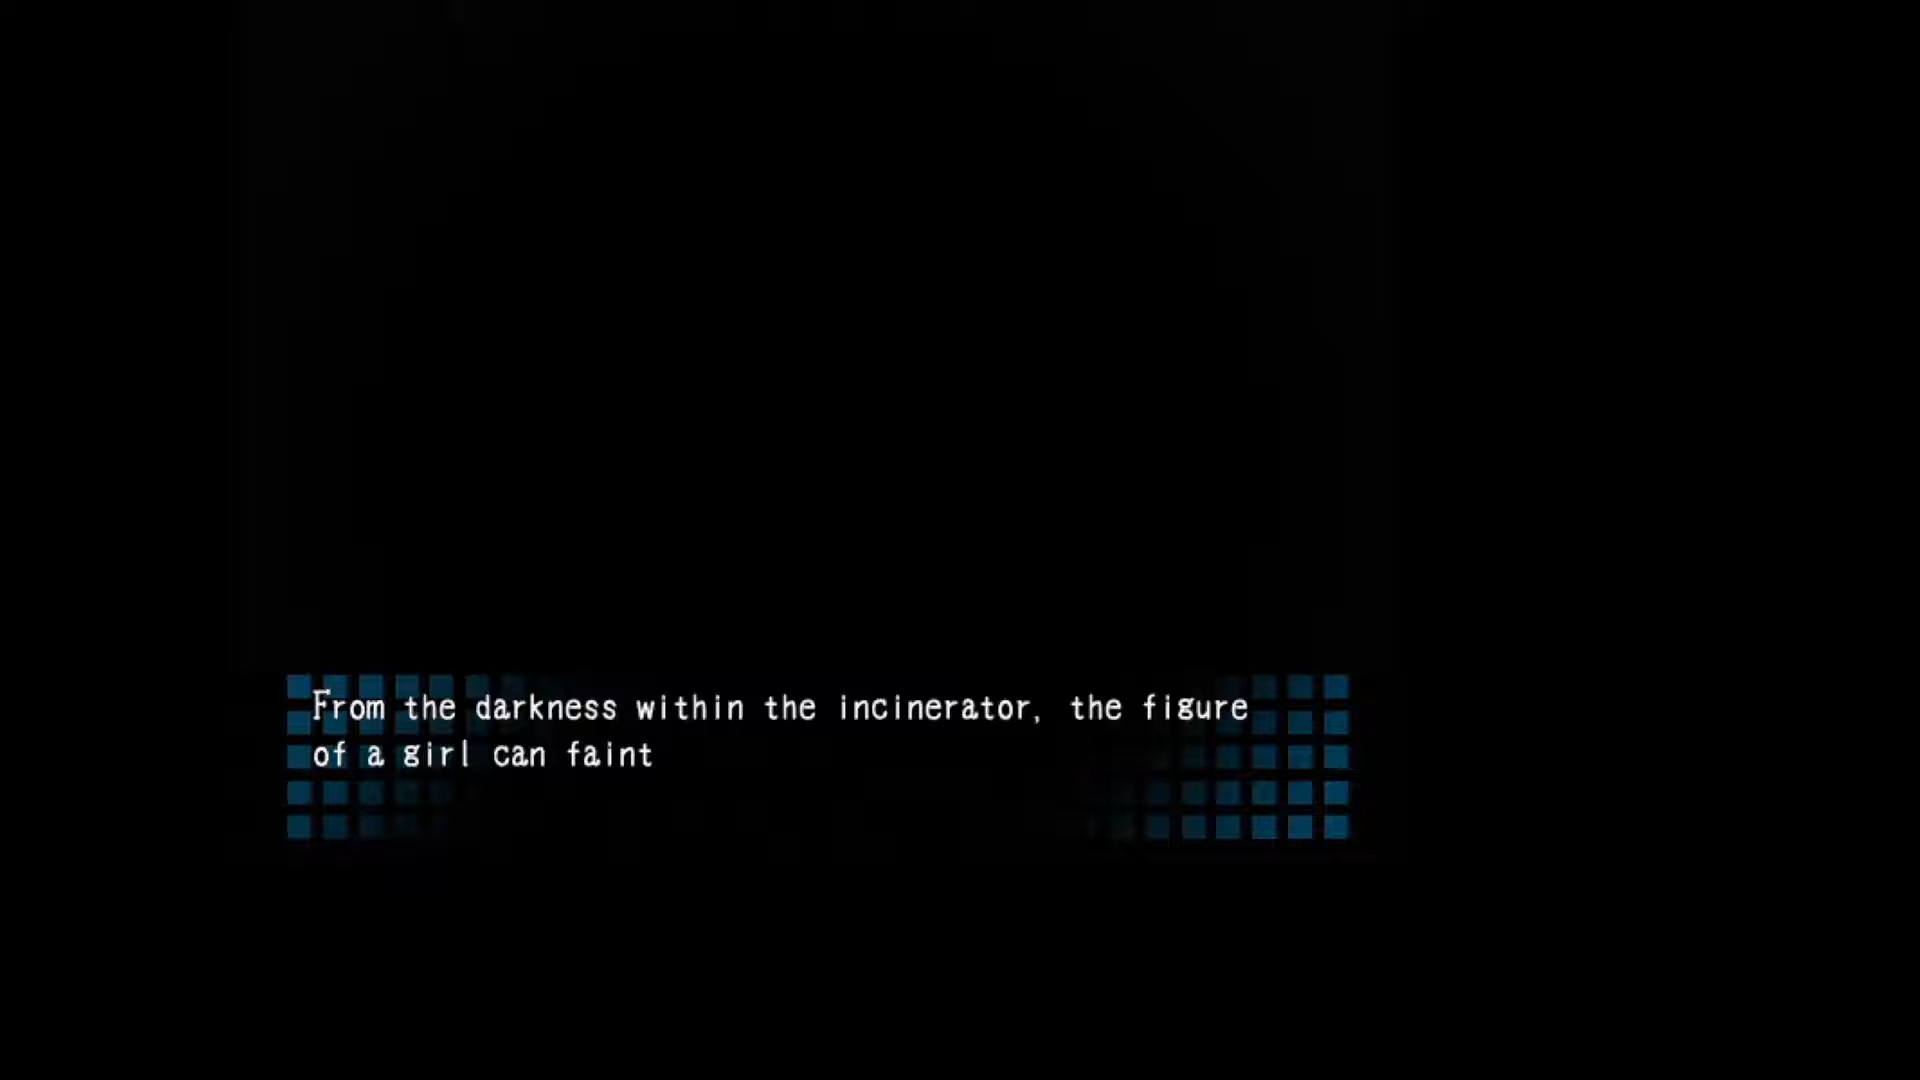 From the darkness within the incinerator, the figure
of a girl can faint